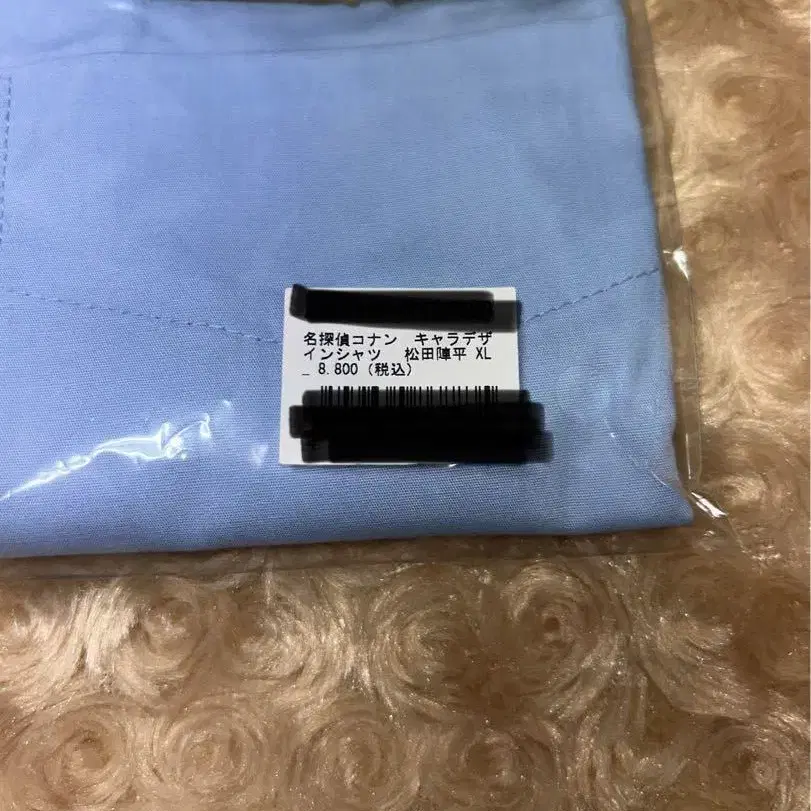 名探偵コナン　キャラデザ
インシャツ　松田陣平 XL
_ 8.800 (税込)